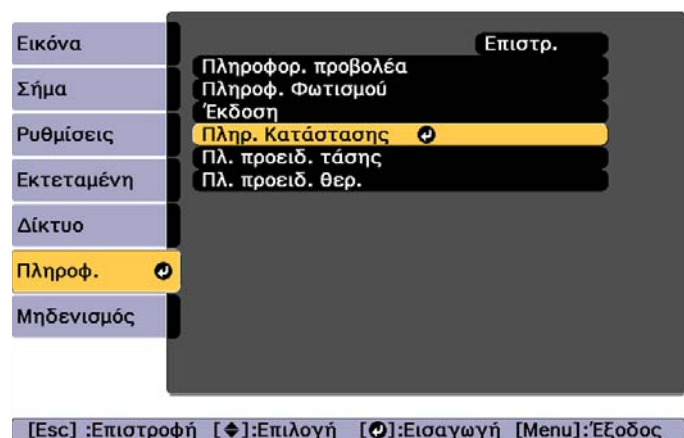 Εικόνα
Σήμα
Ρυθμίσεις
Εκτεταμένη
Δίκτυο
Πληροφ.
Μηδενισμός
Επιστρ.
Πληροφορ. προβολέα
Πληροφ. Φωτισμού
Έκδοση
Πληρ. Κατάστασης
Πλ. προειδ. τάσης
Πλ. προειδ. θερ.
[Esc] :Επιστροφή [◆]:Επιλογή [⏎]:Εισαγωγή [Menu]:Έξοδος